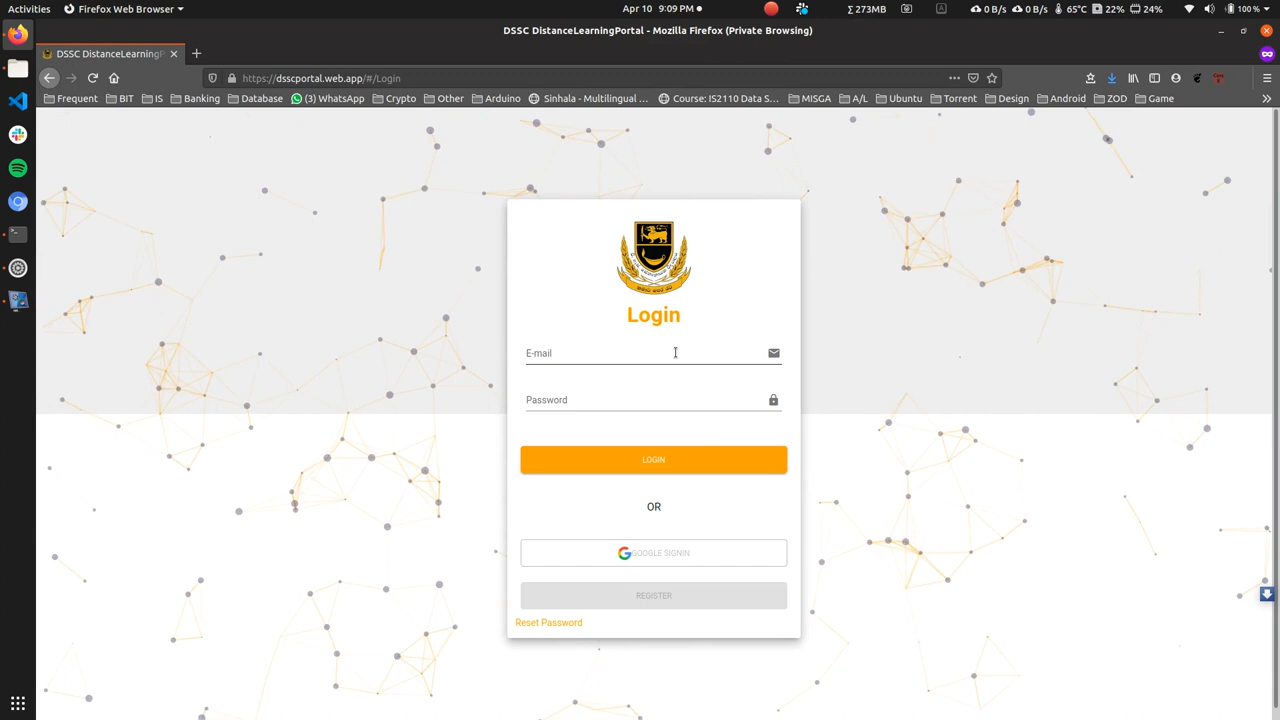 Activities Firefox Web Browser Apr 10 9:09 PM Σ 273MB A 0 B/s 0 B/s 65℃ 22% 24% 100 %
DSSC DistanceLearningPortal - Mozilla Firefox (Private Browsing)
DSSC DistanceLearningP
https://dsscportal.web.app/#/Login
Frequent BIT IS Banking Database (3) WhatsApp Crypto Other Arduino Sinhala - Multilingual ... Course: IS2110 Data S... MISGA A/L Ubuntu Torrent Design Android ZOD Game
Login
E-mail
Password
LOGIN
OR
GOOGLE SIGNIN
REGISTER
Reset Password